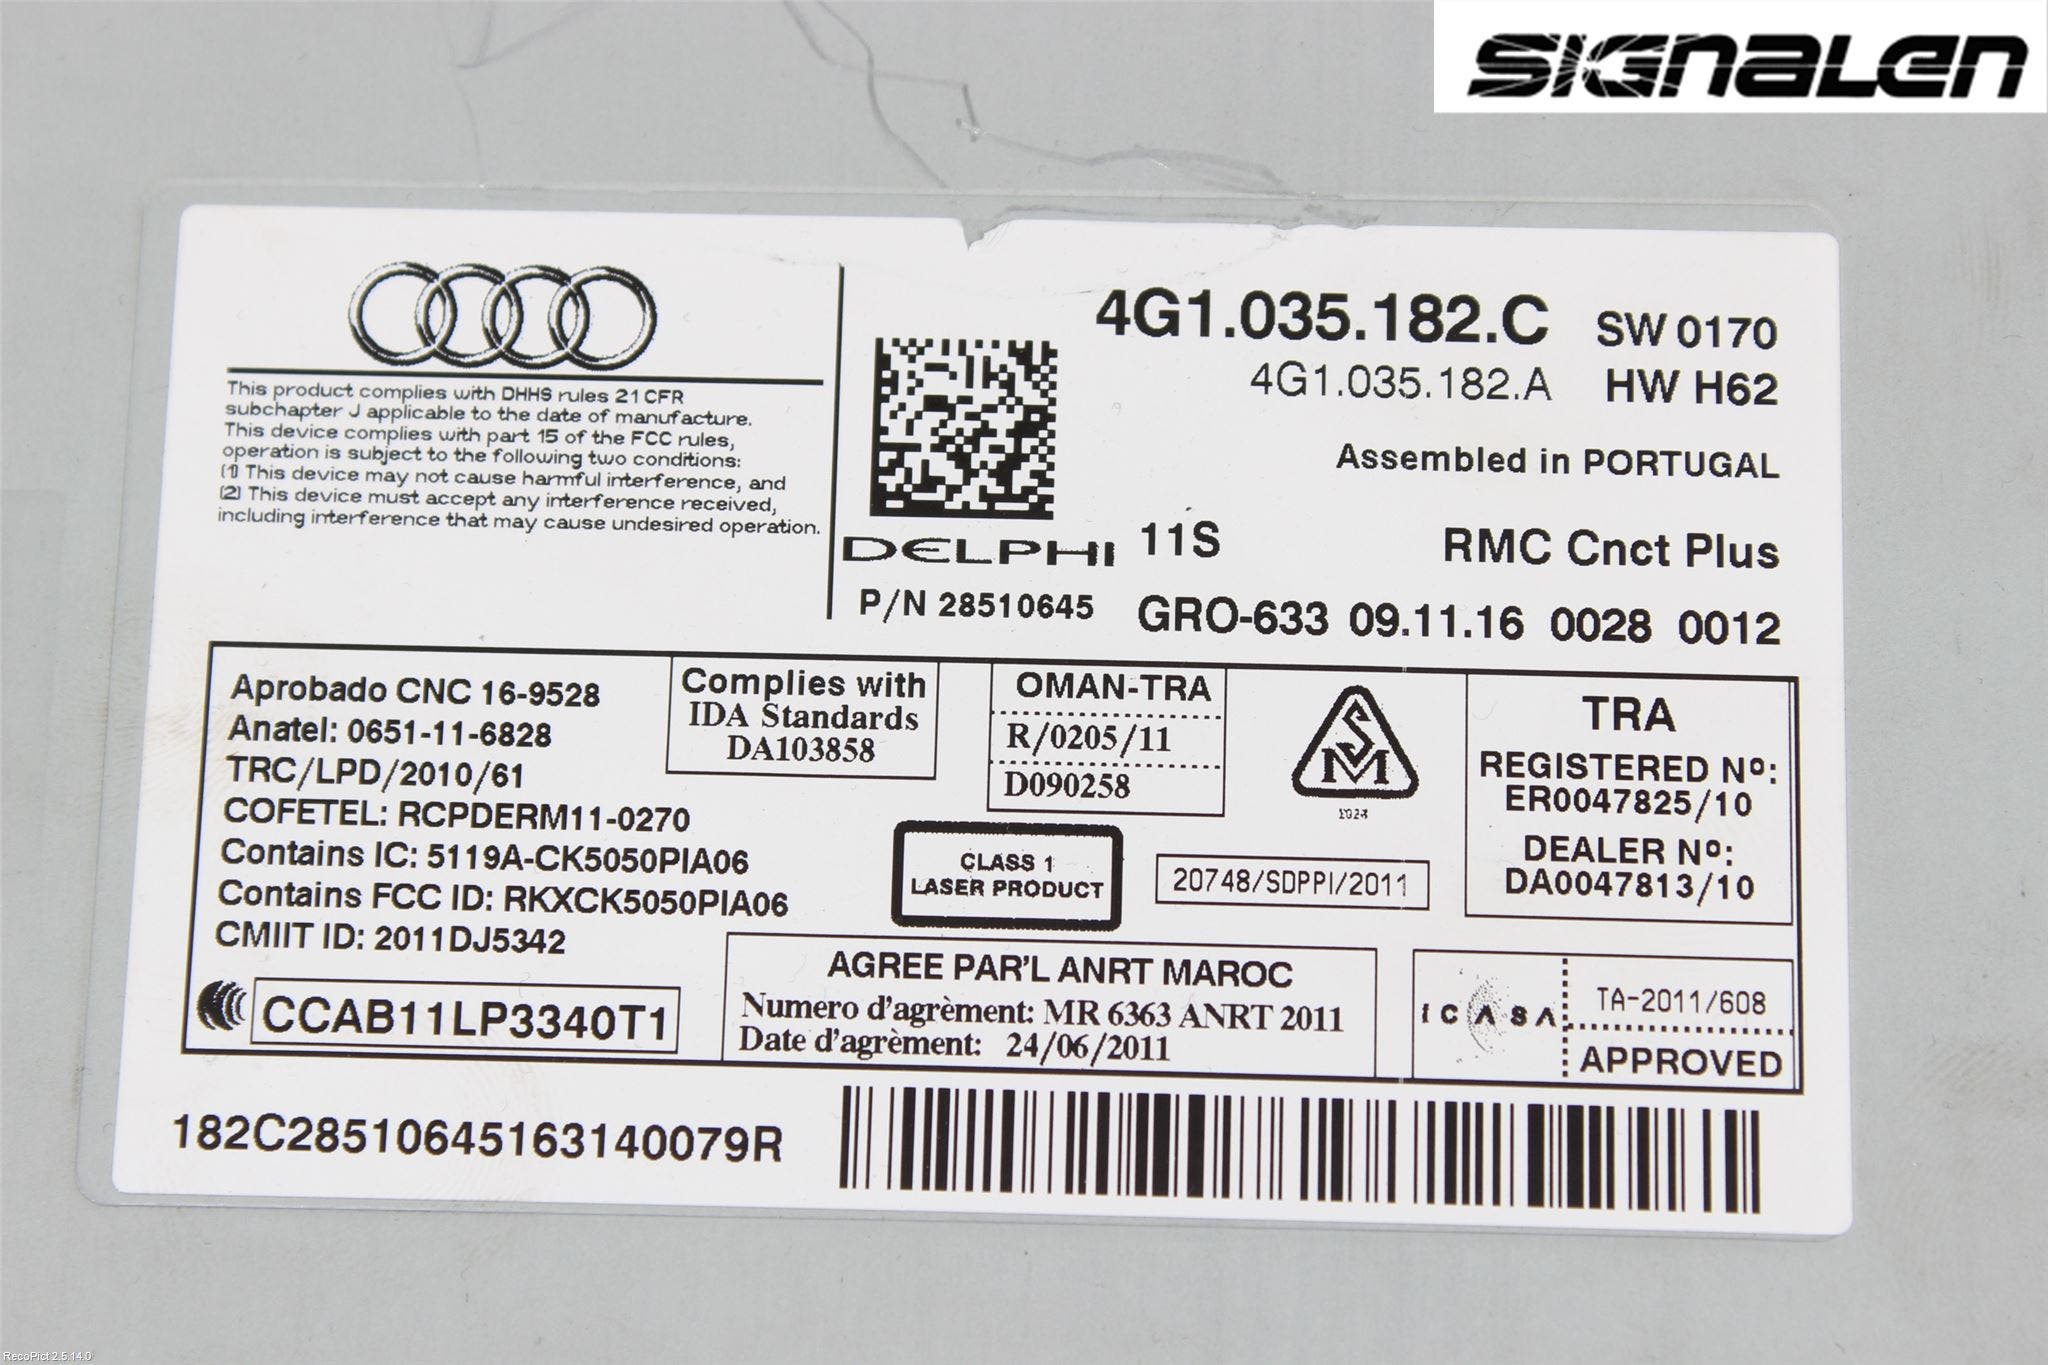 SIGNALEN
This product complies with DHHS rules 21 CFR
subchapter J applicable to the date of manufacture.
This device complies with part 15 of the FCC rules,
operation is subject to the following two conditions:
(1) This device may not cause harmful interference, and
(2) This device must accept any interference received,
including interference that may cause undesired operation.
4G1.035.182.C SW 0170
4G1.035.182.A HW H62
Assembled in PORTUGAL
DELPHI 11S RMC Cnct Plus
P/N 28510645 GRO-633 09.11.16 0028 0012
Aprobado CNC 16-9528
Anatel: 0651-11-6828
TRC/LPD/2010/61
COFETEL: RCPDERM11-0270
Contains IC: 5119A-CK5050PIA06
Contains FCC ID: RKXCK5050PIA06
CMIIT ID: 2011DJ5342
CCAB11LP3340T1
Complies with
IDA Standards
DA103858
OMAN-TRA
R/0205/11
D090258
SM
TRA
REGISTERED Nº:
ER0047825/10
DEALER Nº:
DA0047813/10
CLASS 1
LASER PRODUCT
20748/SDPPI/2011
AGREE PAR'L ANRT MAROC
Numero d'agrèment: MR 6363 ANRT 2011
Date d'agrèment: 24/06/2011
ICASA
TA-2011/608
APPROVED
182C28510645163140079R
RecoPict 2.5.14.0